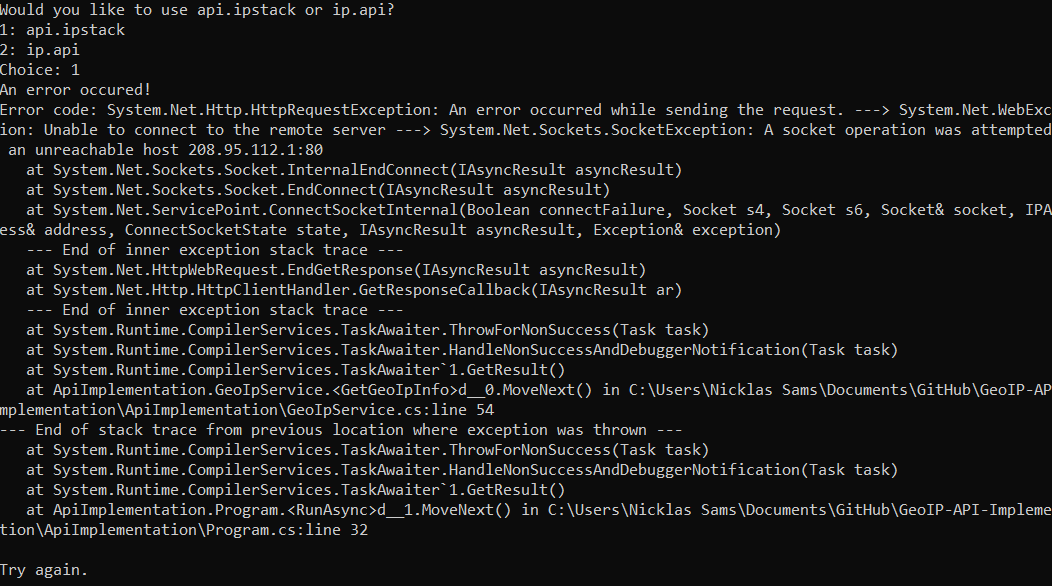 Would you like to use api.ipstack or ip.api?
1: api.ipstack
2: ip.api
Choice: 1
An error occured!
Error code: System.Net.Http.HttpRequestException: An error occurred while sending the request. ---> System.Net.WebExc
ion: Unable to connect to the remote server ---> System.Net.Sockets.SocketException: A socket operation was attempted
 an unreachable host 208.95.112.1:80
   at System.Net.Sockets.Socket.InternalEndConnect(IAsyncResult asyncResult)
   at System.Net.Sockets.Socket.EndConnect(IAsyncResult asyncResult)
   at System.Net.ServicePoint.ConnectSocketInternal(Boolean connectFailure, Socket s4, Socket s6, Socket& socket, IPA
ess& address, ConnectSocketState state, IAsyncResult asyncResult, Exception& exception)
   --- End of inner exception stack trace ---
   at System.Net.HttpWebRequest.EndGetResponse(IAsyncResult asyncResult)
   at System.Net.Http.HttpClientHandler.GetResponseCallback(IAsyncResult ar)
   --- End of inner exception stack trace ---
   at System.Runtime.CompilerServices.TaskAwaiter.ThrowForNonSuccess(Task task)
   at System.Runtime.CompilerServices.TaskAwaiter.HandleNonSuccessAndDebuggerNotification(Task task)
   at System.Runtime.CompilerServices.TaskAwaiter`1.GetResult()
   at ApiImplementation.GeoIpService.<GetGeoIpInfo>d__0.MoveNext() in C:\Users\Nicklas Sams\Documents\GitHub\GeoIP-AP
mplementation\ApiImplementation\GeoIpService.cs:line 54
--- End of stack trace from previous location where exception was thrown ---
   at System.Runtime.CompilerServices.TaskAwaiter.ThrowForNonSuccess(Task task)
   at System.Runtime.CompilerServices.TaskAwaiter.HandleNonSuccessAndDebuggerNotification(Task task)
   at System.Runtime.CompilerServices.TaskAwaiter`1.GetResult()
   at ApiImplementation.Program.<RunAsync>d__1.MoveNext() in C:\Users\Nicklas Sams\Documents\GitHub\GeoIP-API-Impleme
tion\ApiImplementation\Program.cs:line 32

Try again.